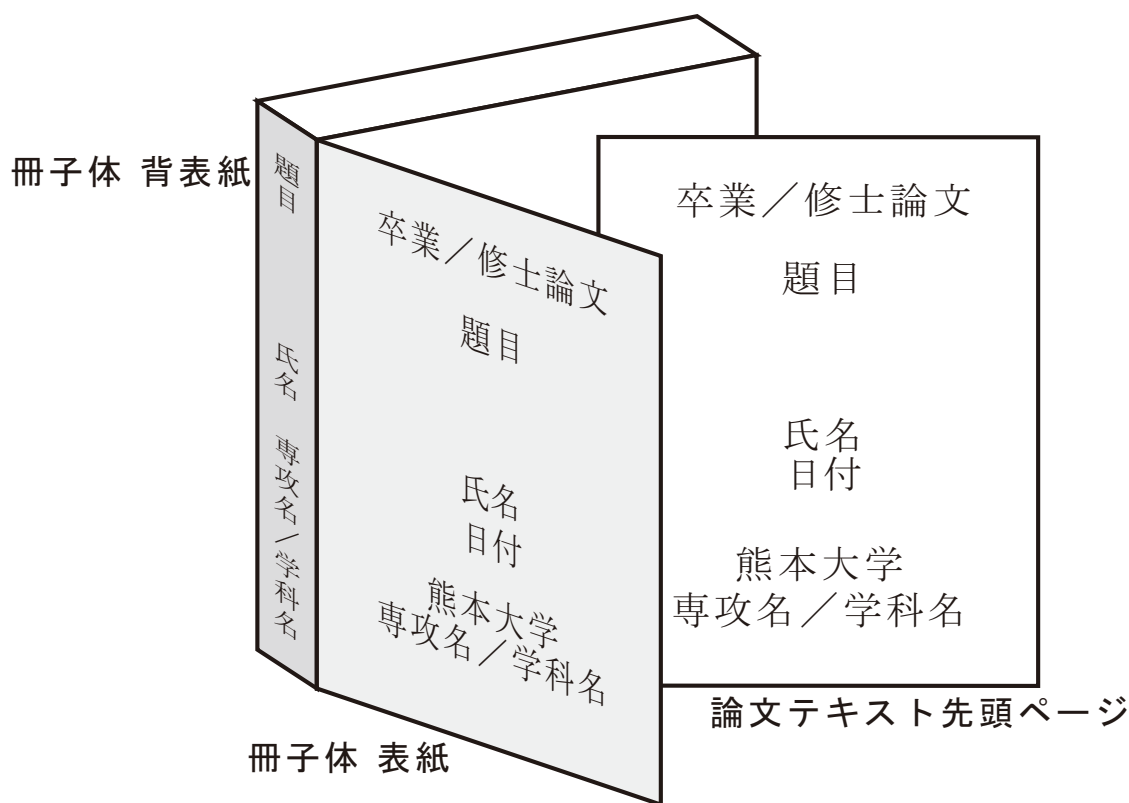 冊子体 背表紙
題目
氏名
専攻名／学科名
卒業／修士論文
題目
氏名
日付
熊本大学
専攻名／学科名
冊子体 表紙
卒業／修士論文
題目
氏名
日付
熊本大学
専攻名／学科名
論文テキスト先頭ページ